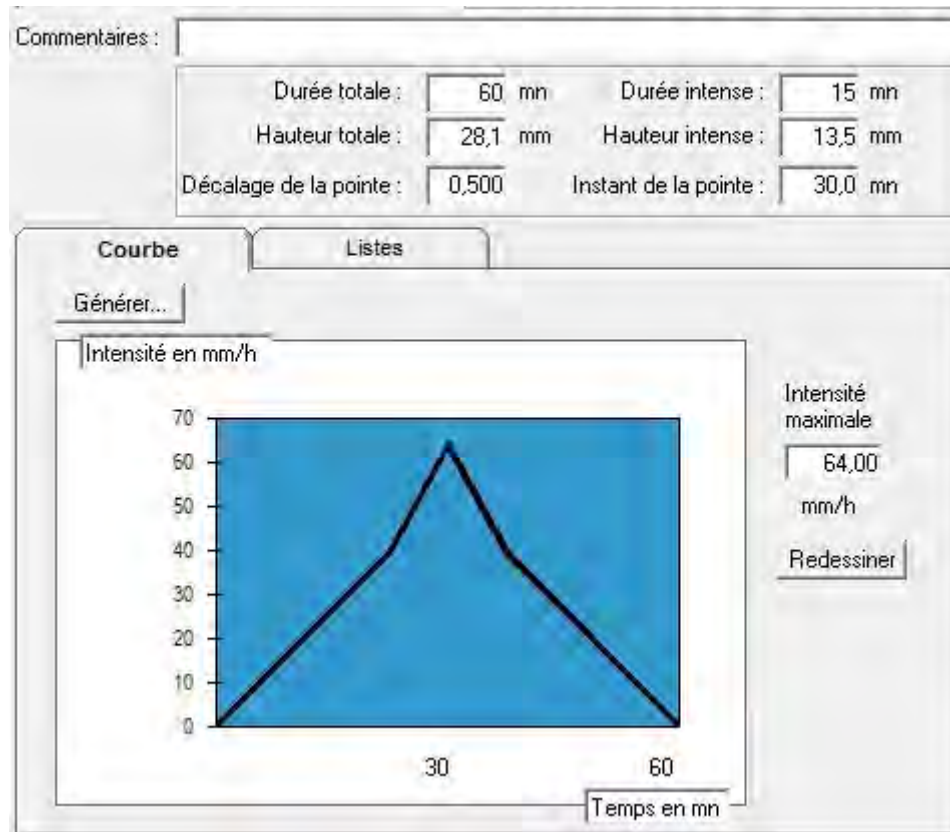 Commentaires :
Durée totale : 60 mn Durée intense : 15 mn
Hauteur totale : 28,1 mm Hauteur intense : 13,5 mm
Décalage de la pointe : 0,500 Instant de la pointe : 30,0 mn
Courbe Listes
Générer...
Intensité en mm/h
70
60
50
40
30
20
10
0
30 60
Temps en mn
Intensité
maximale
64,00
mm/h
Redessiner